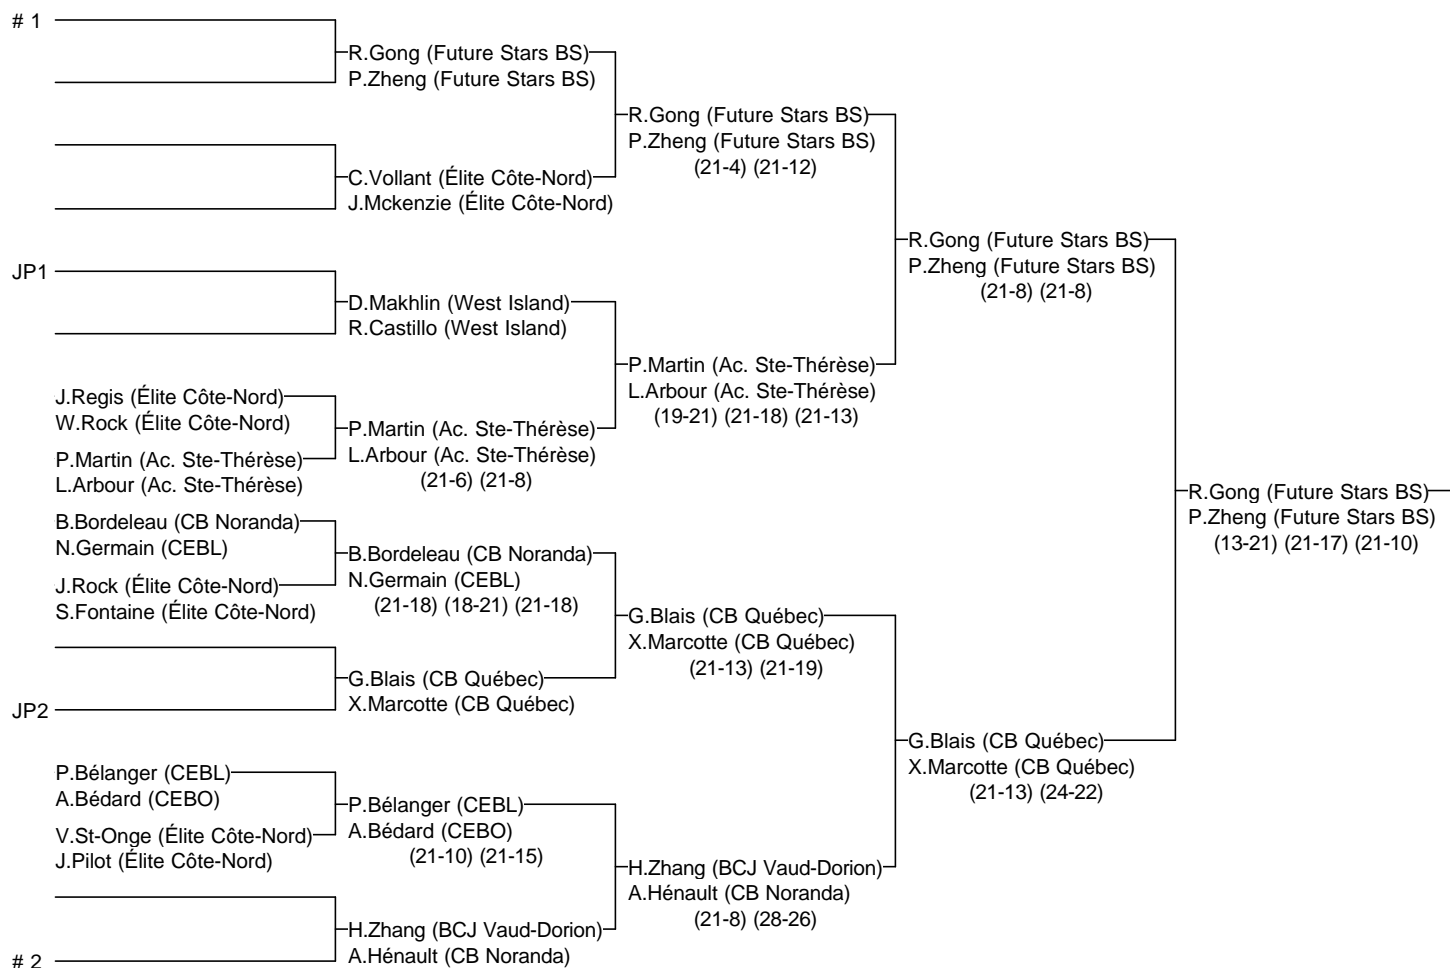 # 1
R.Gong (Future Stars BS)
P.Zheng (Future Stars BS)
R.Gong (Future Stars BS)
P.Zheng (Future Stars BS)
(21-4) (21-12)
C.Vollant (Élite Côte-Nord)
J.Mckenzie (Élite Côte-Nord)
R.Gong (Future Stars BS)
P.Zheng (Future Stars BS)
(21-8) (21-8)
JP1
D.Makhlin (West Island)
R.Castillo (West Island)
P.Martin (Ac. Ste-Thérèse)
L.Arbour (Ac. Ste-Thérèse)
(19-21) (21-18) (21-13)
J.Regis (Élite Côte-Nord)
W.Rock (Élite Côte-Nord)
P.Martin (Ac. Ste-Thérèse)
L.Arbour (Ac. Ste-Thérèse)
(21-6) (21-8)
P.Martin (Ac. Ste-Thérèse)
L.Arbour (Ac. Ste-Thérèse)
R.Gong (Future Stars BS)
P.Zheng (Future Stars BS)
(13-21) (21-17) (21-10)
B.Bordeleau (CB Noranda)
N.Germain (CEBL)
B.Bordeleau (CB Noranda)
N.Germain (CEBL)
(21-18) (18-21) (21-18)
J.Rock (Élite Côte-Nord)
S.Fontaine (Élite Côte-Nord)
G.Blais (CB Québec)
X.Marcotte (CB Québec)
(21-13) (21-19)
G.Blais (CB Québec)
X.Marcotte (CB Québec)
JP2
G.Blais (CB Québec)
X.Marcotte (CB Québec)
(21-13) (24-22)
P.Bélanger (CEBL)
A.Bédard (CEBO)
P.Bélanger (CEBL)
A.Bédard (CEBO)
(21-10) (21-15)
V.St-Onge (Élite Côte-Nord)
J.Pilot (Élite Côte-Nord)
H.Zhang (BCJ Vaud-Dorion)
A.Hénault (CB Noranda)
(21-8) (28-26)
H.Zhang (BCJ Vaud-Dorion)
A.Hénault (CB Noranda)
# 2